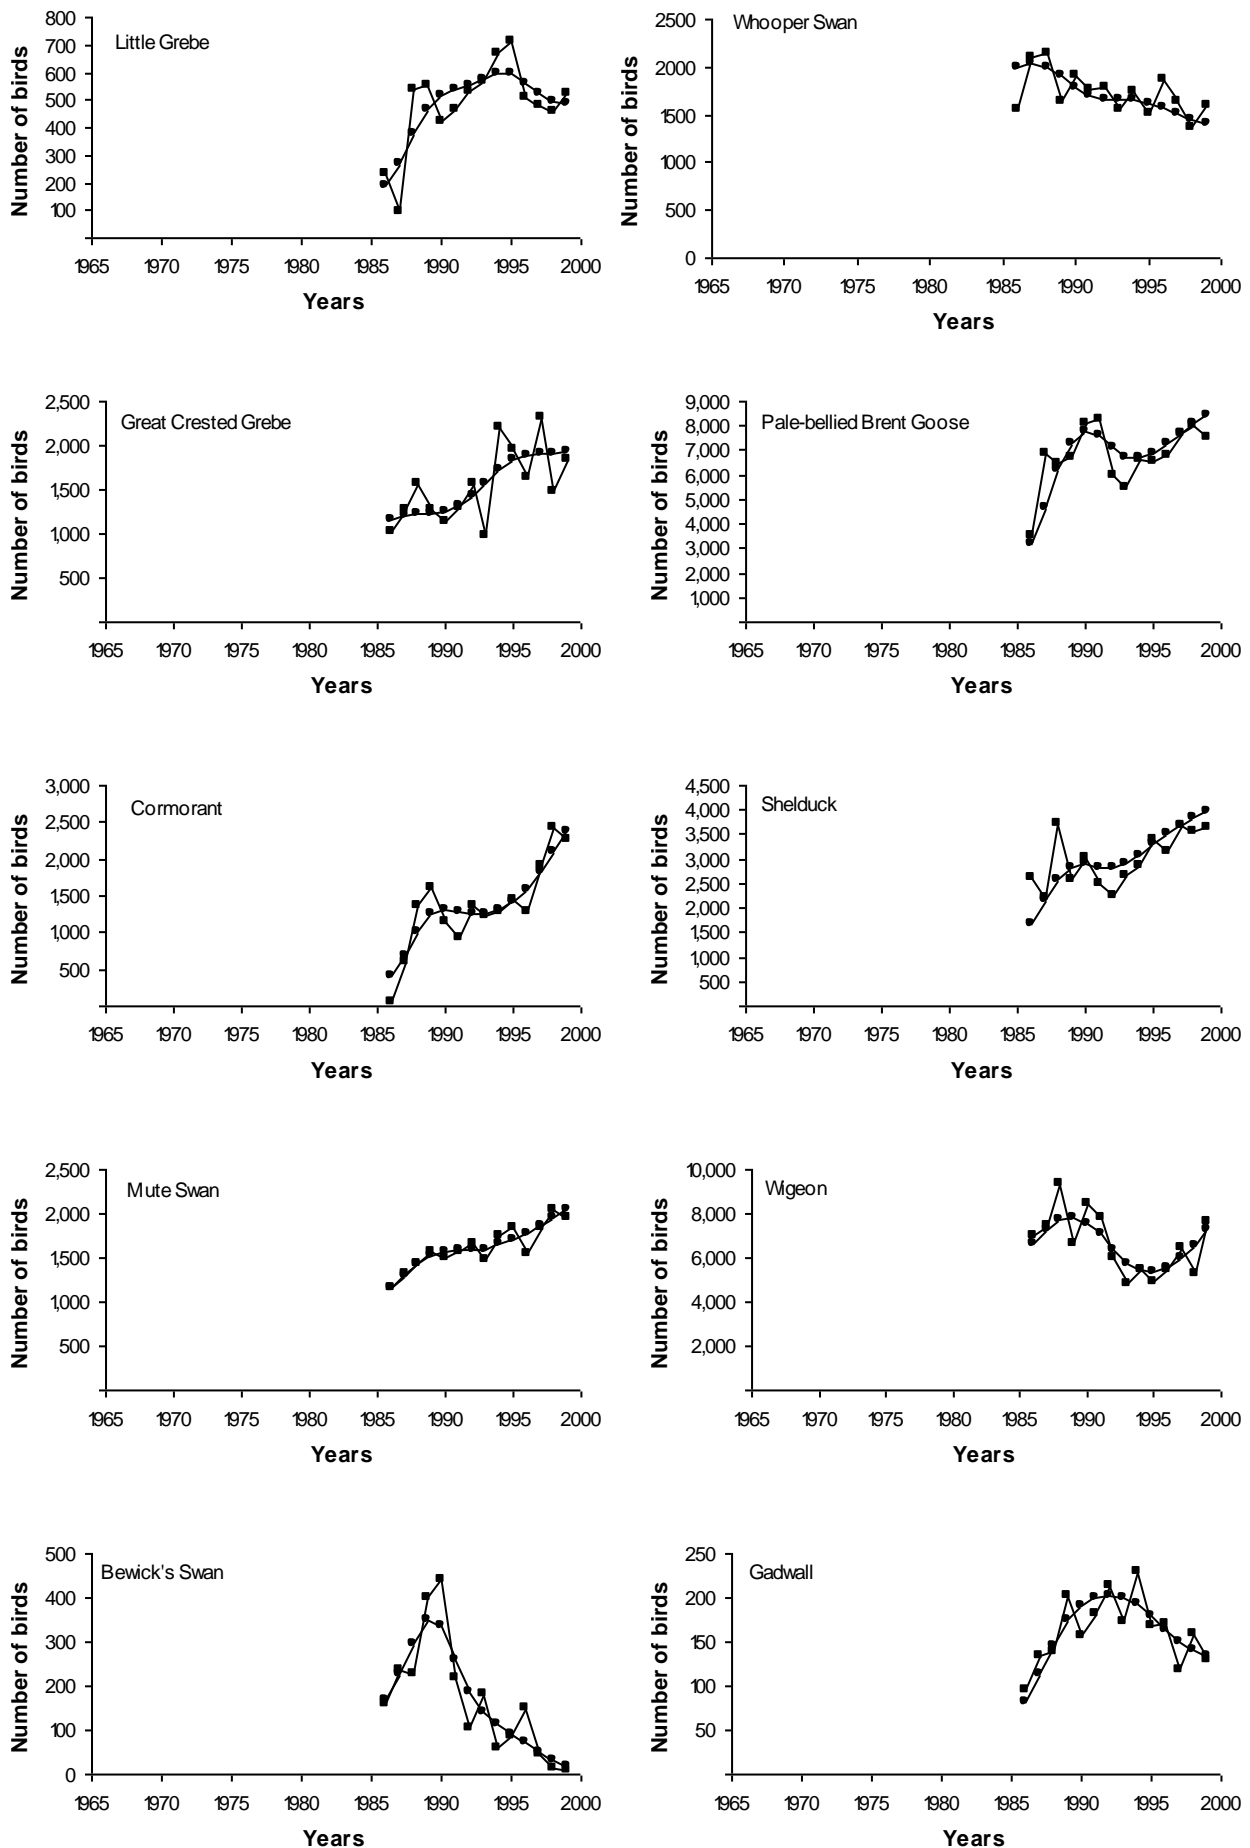 Little Grebe
Number of birds
800
700
600
500
400
300
200
100
1965 1970 1975 1980 1985 1990 1995 2000
Years
Whooper Swan
Number of birds
2500
2000
1500
1000
500
0
1965 1970 1975 1980 1985 1990 1995 2000
Years
Great Crested Grebe
Number of birds
2,500
2,000
1,500
1,000
500
1965 1970 1975 1980 1985 1990 1995 2000
Years
Pale-bellied Brent Goose
Number of birds
9,000
8,000
7,000
6,000
5,000
4,000
3,000
2,000
1,000
1965 1970 1975 1980 1985 1990 1995 2000
Years
Cormorant
Number of birds
3,000
2,500
2,000
1,500
1,000
500
1965 1970 1975 1980 1985 1990 1995 2000
Years
Shelduck
Number of birds
4,500
4,000
3,500
3,000
2,500
2,000
1,500
1,000
500
1965 1970 1975 1980 1985 1990 1995 2000
Years
Mute Swan
Number of birds
2,500
2,000
1,500
1,000
500
1965 1970 1975 1980 1985 1990 1995 2000
Years
Wigeon
Number of birds
10,000
8,000
6,000
4,000
2,000
1965 1970 1975 1980 1985 1990 1995 2000
Years
Bewick's Swan
Number of birds
500
400
300
200
100
0
1965 1970 1975 1980 1985 1990 1995 2000
Years
Gadwall
Number of birds
250
200
150
100
50
1965 1970 1975 1980 1985 1990 1995 2000
Years